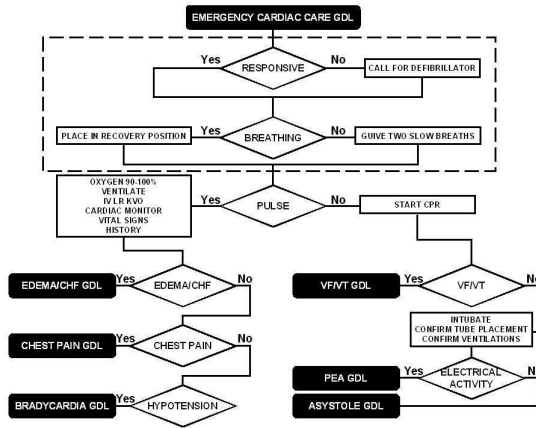 EMERGENCY CARDIAC CARE GDL
Yes
RESPONSIVE
No
CALL FOR DEFIBRILLATOR
PLACE IN RECOVERY POSITION
Yes
BREATHING
No
GUIVE TWO SLOW BREATHS
OXYGEN 90-100%
VENTILATE
IV LR KVO
CARDIAC MONITOR
VITAL SIGNS
HISTORY
Yes
PULSE
No
START CPR
EDEMA/CHF GDL
Yes
EDEMA/CHF
No
VF/VT GDL
Yes
VF/VT
No
INTUBATE
CONFIRM TUBE PLACEMENT
CONFIRM VENTILATIONS
CHEST PAIN GDL
Yes
CHEST PAIN
No
PEA GDL
Yes
ELECTRICAL
ACTIVITY
No
BRADYCARDIA GDL
Yes
HYPOTENSION
ASYSTOLE GDL